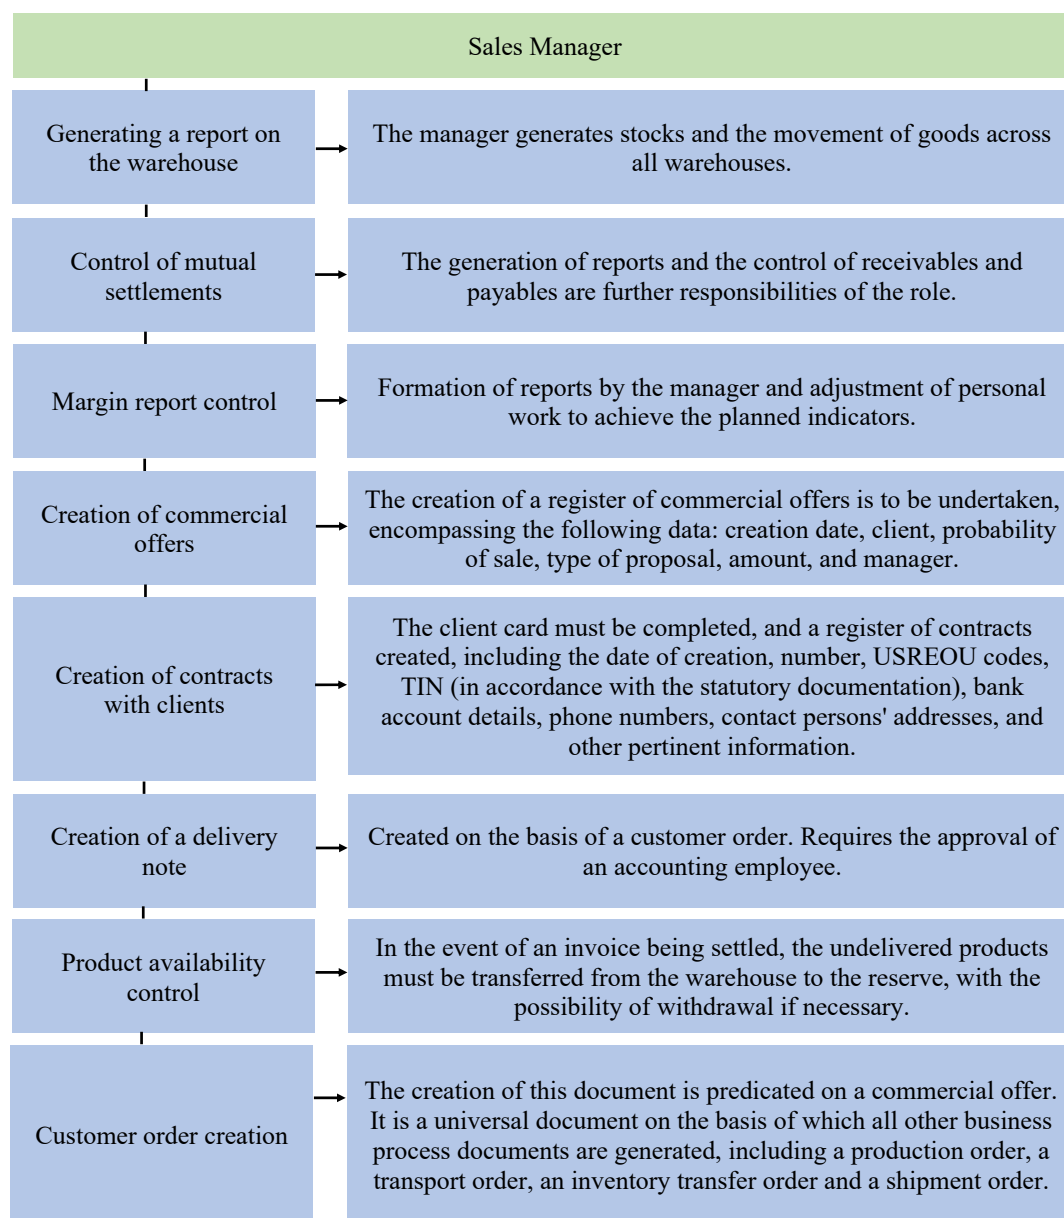 Sales Manager
Generating a report on
the warehouse
The manager generates stocks and the movement of goods across
all warehouses.
Control of mutual
settlements
The generation of reports and the control of receivables and
payables are further responsibilities of the role.
Margin report control
Formation of reports by the manager and adjustment of personal
work to achieve the planned indicators.
Creation of commercial
offers
The creation of a register of commercial offers is to be undertaken,
encompassing the following data: creation date, client, probability
of sale, type of proposal, amount, and manager.
Creation of contracts
with clients
The client card must be completed, and a register of contracts
created, including the date of creation, number, USREOU codes,
TIN (in accordance with the statutory documentation), bank
account details, phone numbers, contact persons' addresses, and
other pertinent information.
Creation of a delivery
note
Created on the basis of a customer order. Requires the approval of
an accounting employee.
Product availability
control
In the event of an invoice being settled, the undelivered products
must be transferred from the warehouse to the reserve, with the
possibility of withdrawal if necessary.
Customer order creation
The creation of this document is predicated on a commercial offer.
It is a universal document on the basis of which all other business
process documents are generated, including a production order, a
transport order, an inventory transfer order and a shipment order.